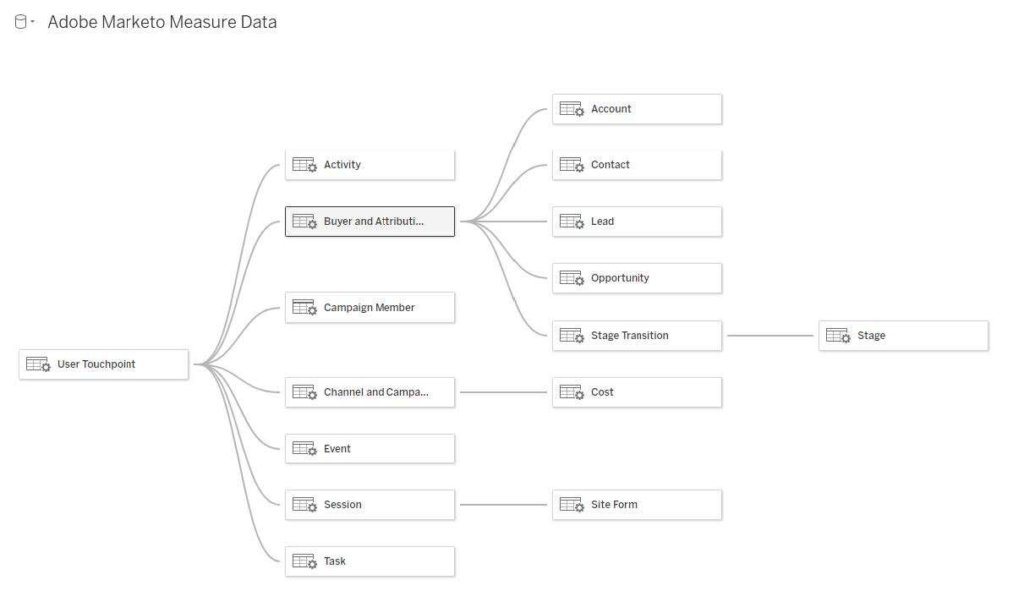 Adobe Marketo Measure Data
Account
Activity
Contact
Buyer and Attributi...
Lead
Opportunity
Campaign Member
Stage Transition
Stage
User Touchpoint
Channel and Campa...
Cost
Event
Session
Site Form
Task